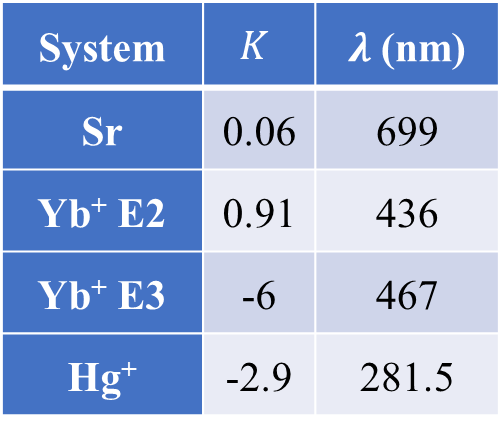 System K λ (nm)
Sr 0.06 699
Yb⁺ E2 0.91 436
Yb⁺ E3 -6 467
Hg⁺ -2.9 281.5